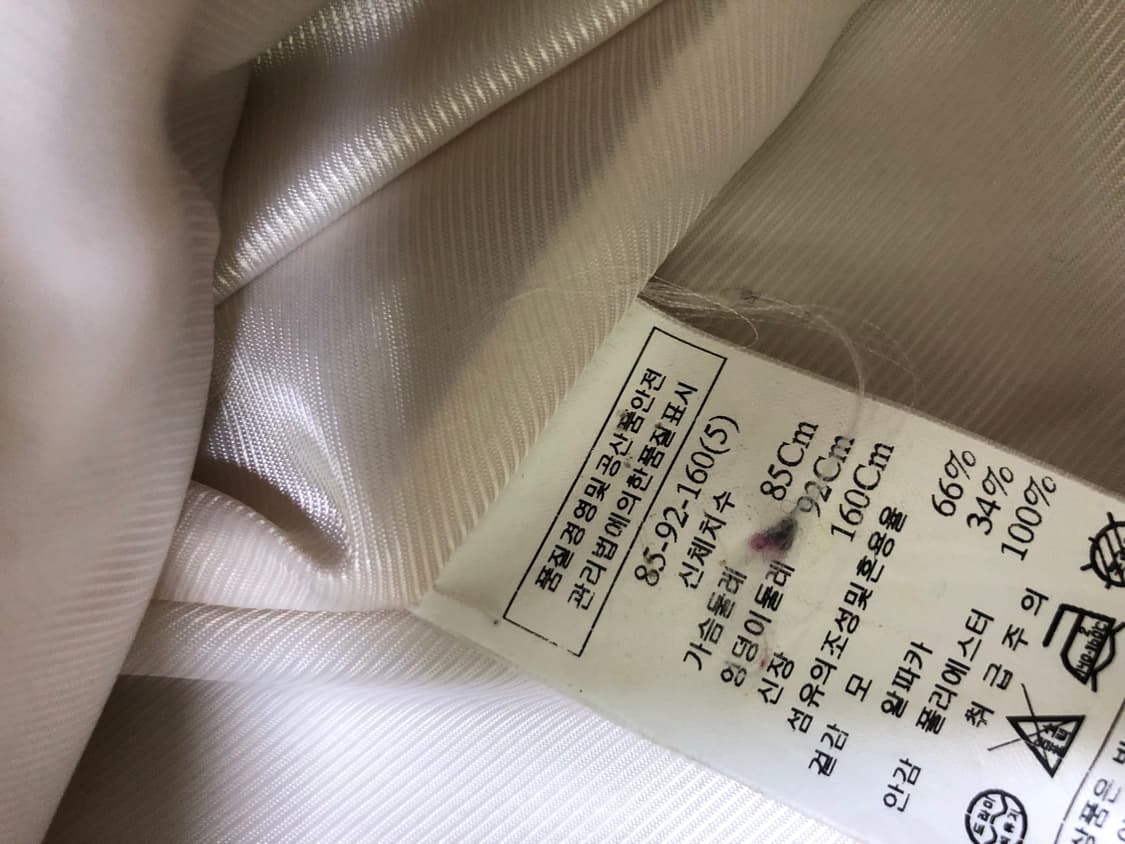 품질경영및공산품안전
관리법에의한품질표시
85-92-160(5)
신체치수
가슴둘레 85Cm
엉덩이둘레 92Cm
신장 160Cm
섬유의조성및혼용율
겉감 모 66%
알파카 34%
안감 폴리에스터 100%
취급주의
드라이